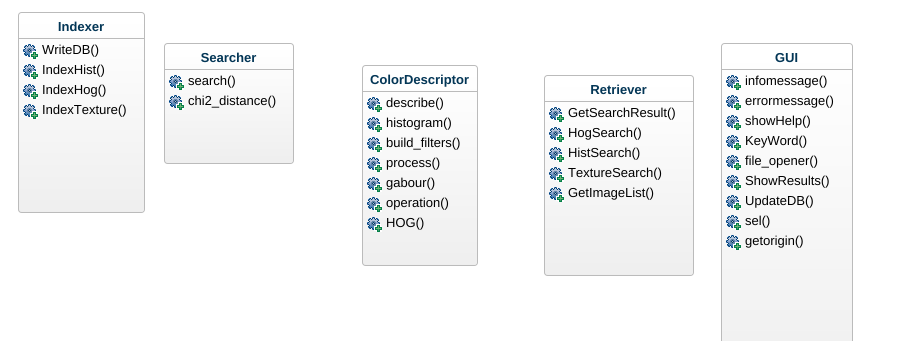 Indexer
WriteDB()
IndexHist()
IndexHog()
IndexTexture()
Searcher
search()
chi2_distance()
ColorDescriptor
describe()
histogram()
build_filters()
process()
gabour()
operation()
HOG()
Retriever
GetSearchResult()
HogSearch()
HistSearch()
TextureSearch()
GetImageList()
GUI
infomessage()
errormessage()
showHelp()
KeyWord()
file_opener()
ShowResults()
UpdateDB()
sel()
getorigin()